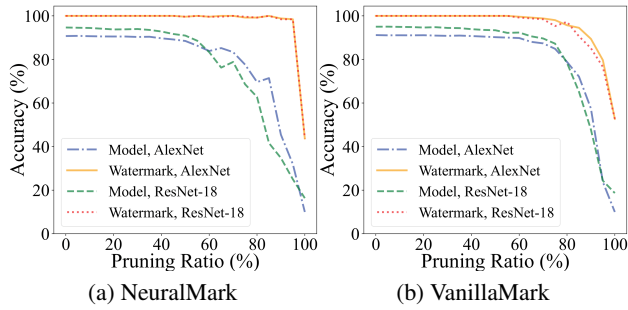 100
80
60
40
20
0
Accuracy (%)
Model, AlexNet
Watermark, AlexNet
Model, ResNet-18
Watermark, ResNet-18
0 20 40 60 80 100
Pruning Ratio (%)
(a) NeuralMark
100
80
60
40
20
0
Accuracy (%)
Model, AlexNet
Watermark, AlexNet
Model, ResNet-18
Watermark, ResNet-18
0 20 40 60 80 100
Pruning Ratio (%)
(b) VanillaMark